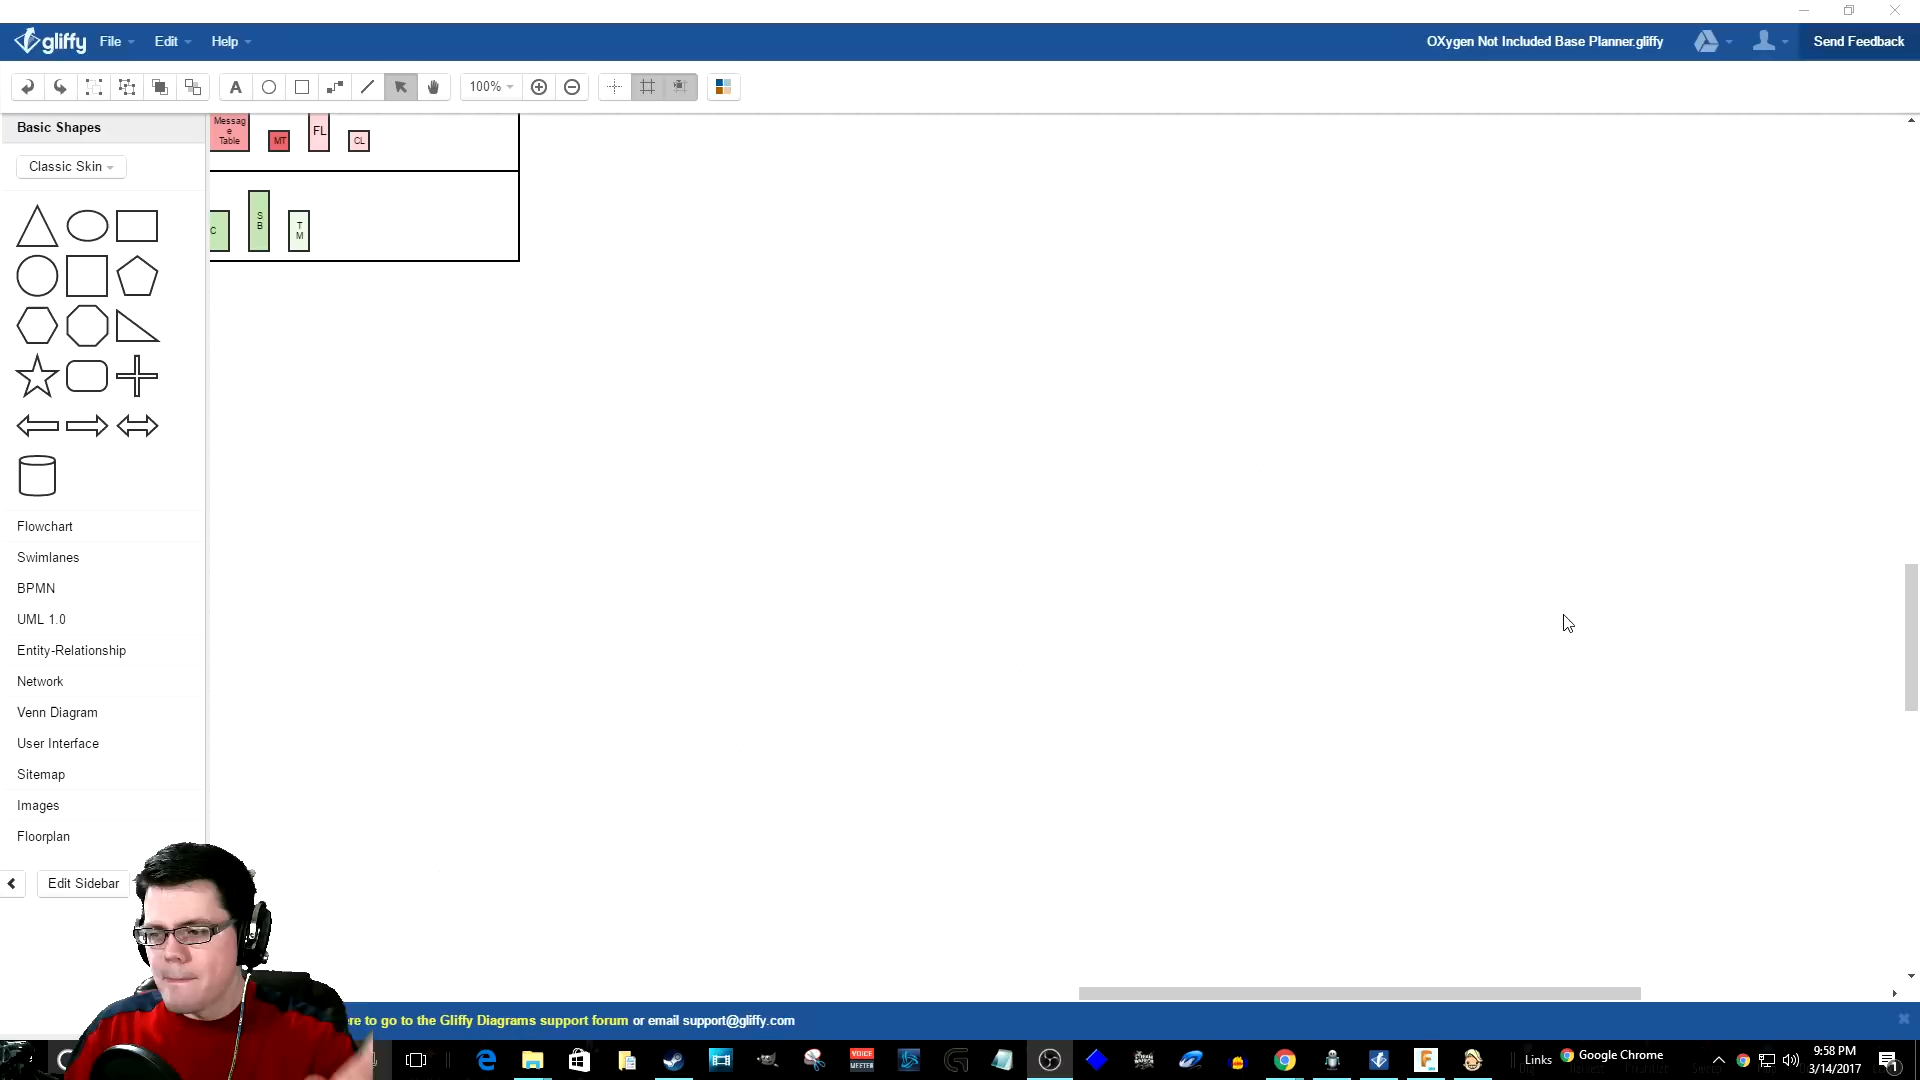 gliffy File Edit Help OXygen Not Included Base Planner.gliffy Send Feedback
A 100%
Basic Shapes
Classic Skin
Messag
e
Table
MT
FL
CL
C
S
B
T
M
Flowchart
Swimlanes
BPMN
UML 1.0
Entity-Relationship
Network
Venn Diagram
User Interface
Sitemap
Images
Floorplan
Edit Sidebar
re to go to the Gliffy Diagrams support forum or email support@gliffy.com
VOICE
MEETER
Links Google Chrome
9:58 PM
3/14/2017
1